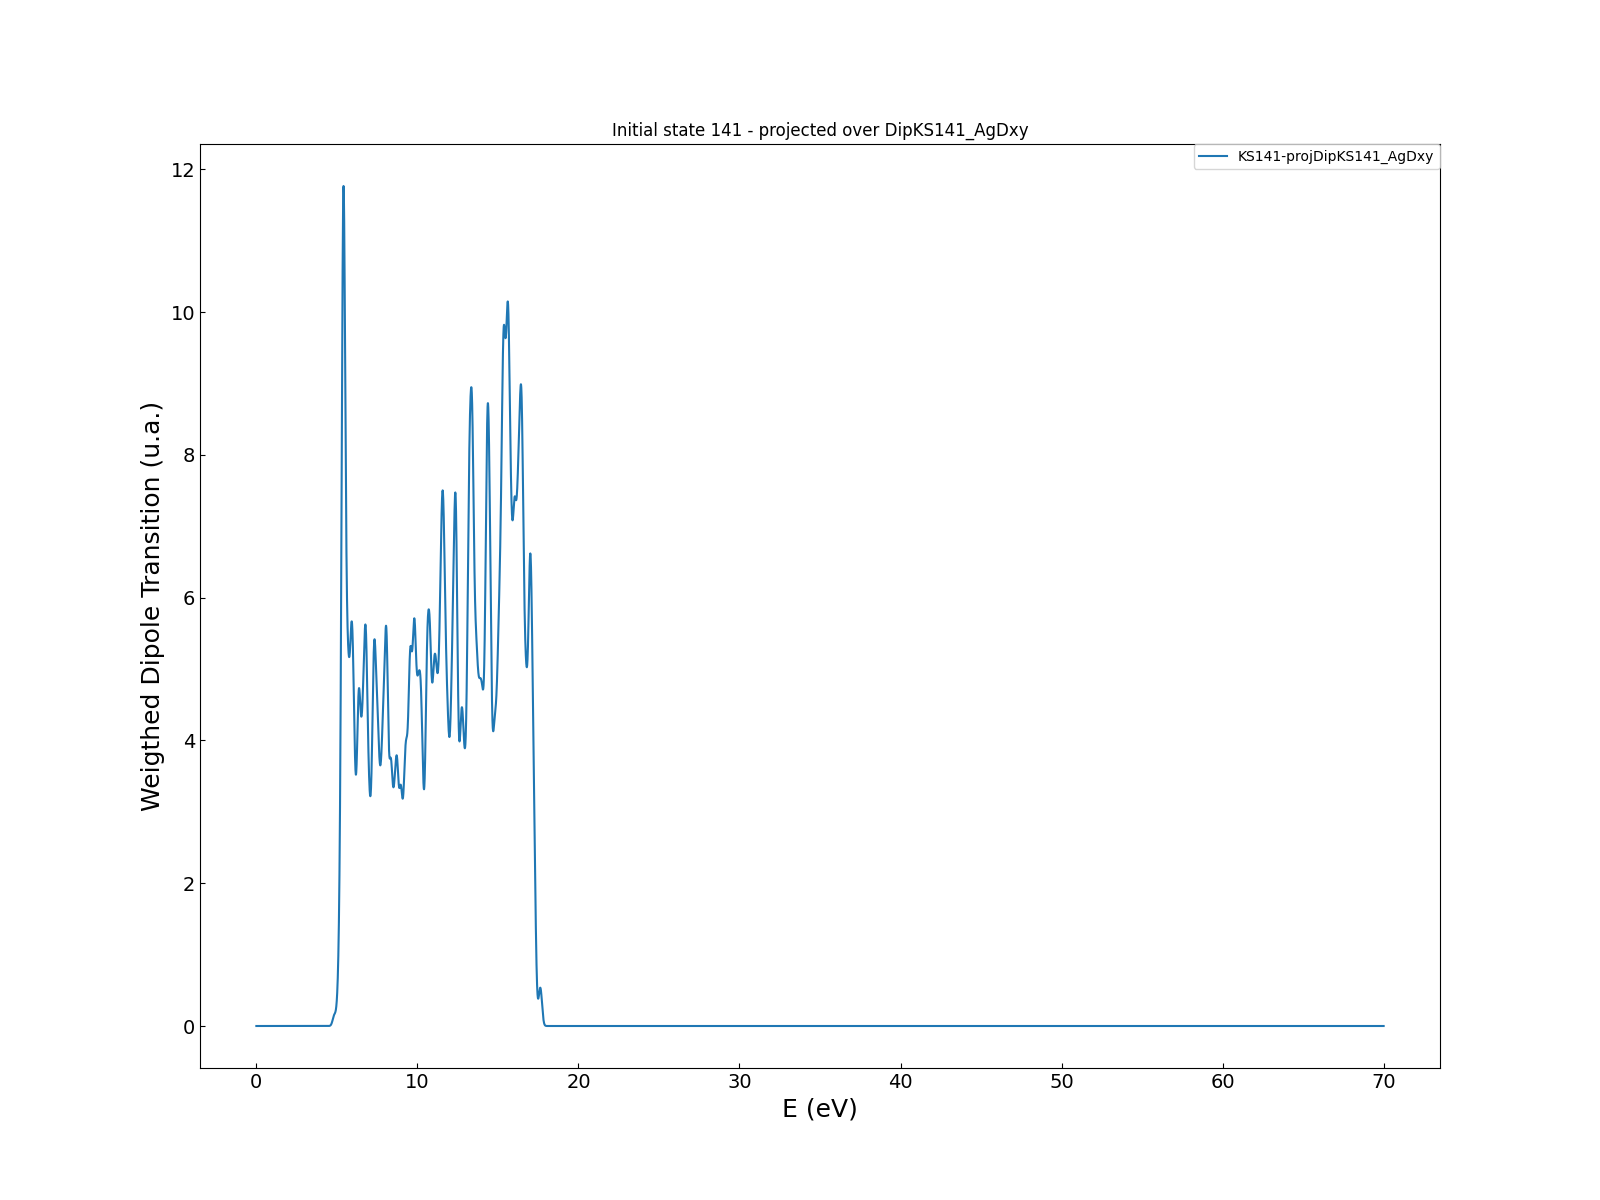 Initial state 141 - projected over DipKS141_AgDxy
KS141-projDipKS141_AgDxy
12
10
8
6
4
2
0
Weigthed Dipole Transition (u.a.)
0 10 20 30 40 50 60 70
E (eV)